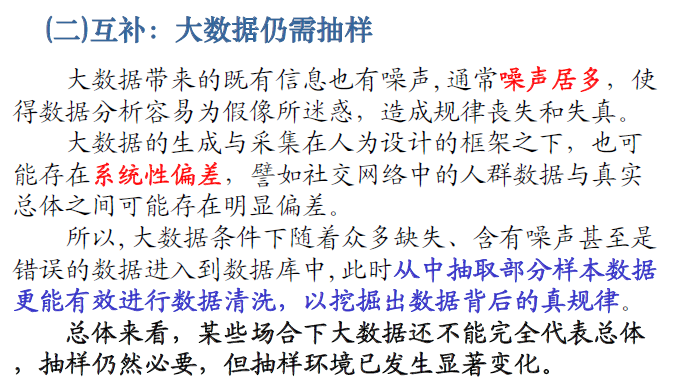 (二)互补：大数据仍需抽样
大数据带来的既有信息也有噪声,通常噪声居多，使
得数据分析容易为假像所迷惑，造成规律丧失和失真。
大数据的生成与采集在人为设计的框架之下，也可
能存在系统性偏差，譬如社交网络中的人群数据与真实
总体之间可能存在明显偏差。
所以,大数据条件下随着众多缺失、含有噪声甚至是
错误的数据进入到数据库中,此时从中抽取部分样本数据
更能有效进行数据清洗，以挖掘出数据背后的真规律。
总体来看，某些场合下大数据还不能完全代表总体
，抽样仍然必要，但抽样环境已发生显著变化。